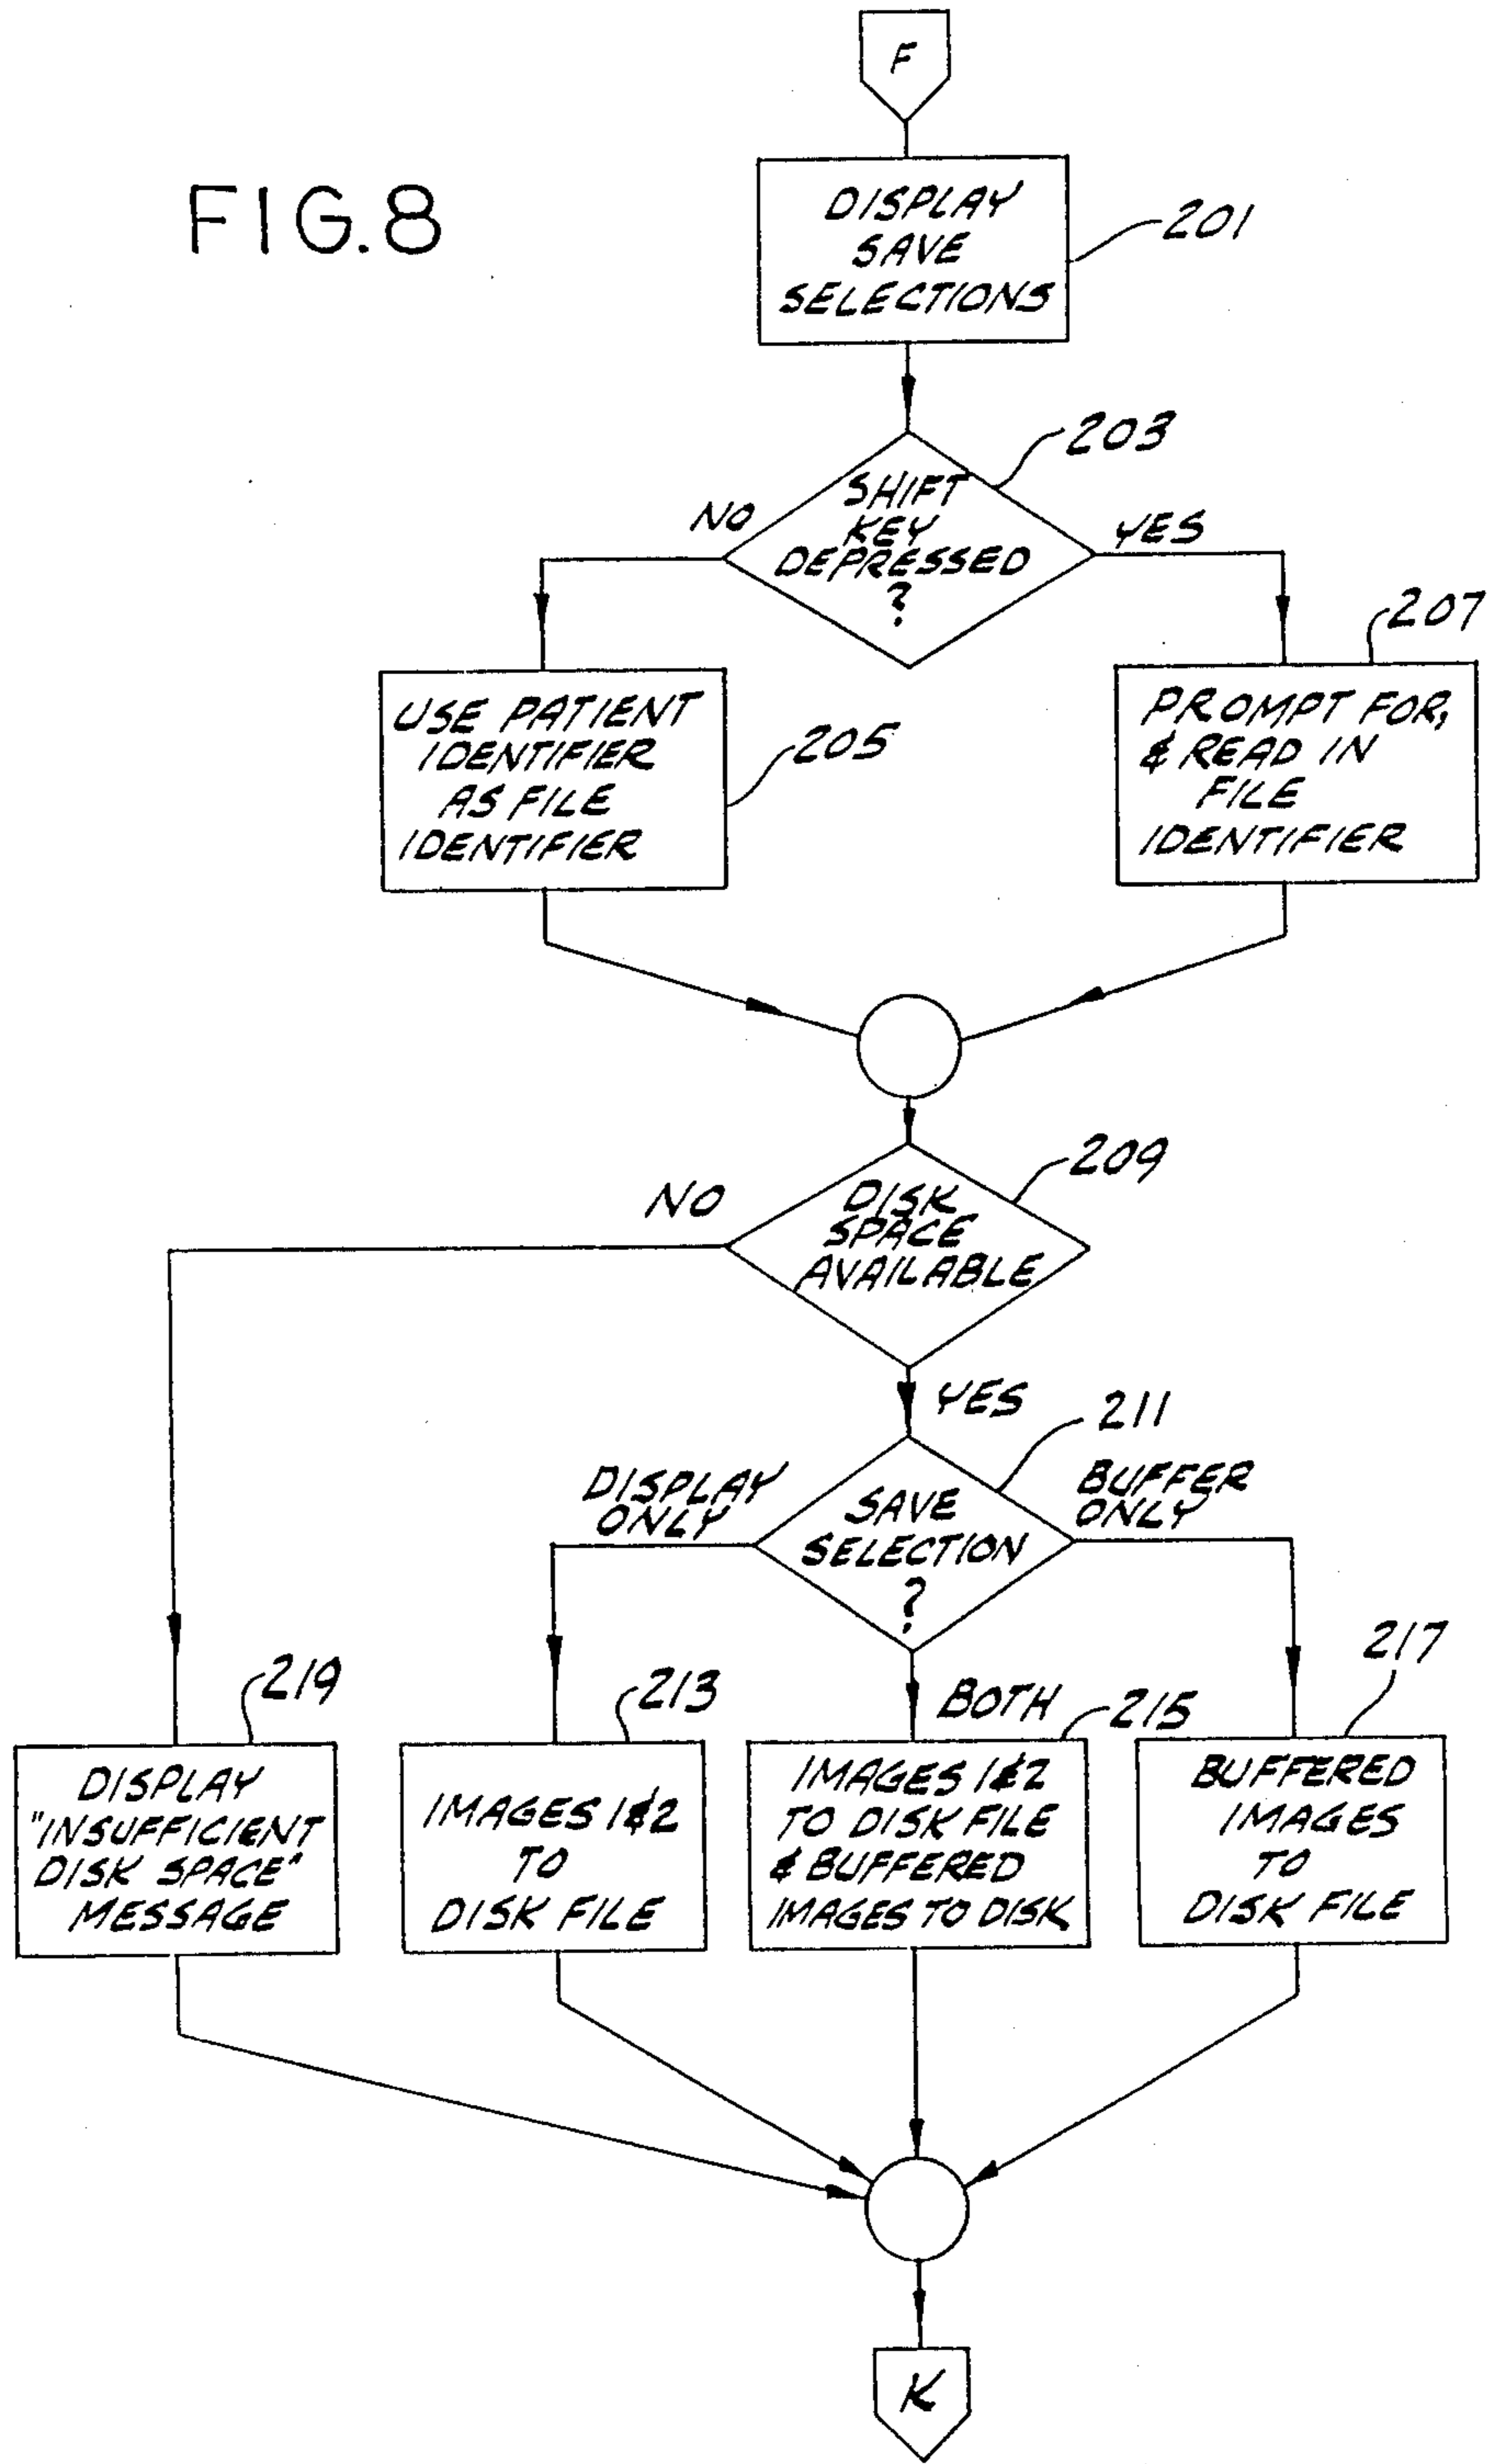 F
FIG.8
DISPLAY
SAVE
SELECTIONS
201
203
SHIFT
KEY
DEPRESSED
?
NO
YES
207
USE PATIENT
IDENTIFIER
AS FILE
IDENTIFIER
205
PROMPT FOR,
& READ IN
FILE
IDENTIFIER
209
NO
DISK
SPACE
AVAILABLE
YES
211
DISPLAY
ONLY
SAVE
SELECTION
?
BUFFER
ONLY
219
213
BOTH
215
217
DISPLAY
"INSUFFICIENT
DISK SPACE"
MESSAGE
IMAGES 1&2
TO
DISK FILE
IMAGES 1&2
TO DISK FILE
& BUFFERED
IMAGES TO DISK
BUFFERED
IMAGES
TO
DISK FILE
K